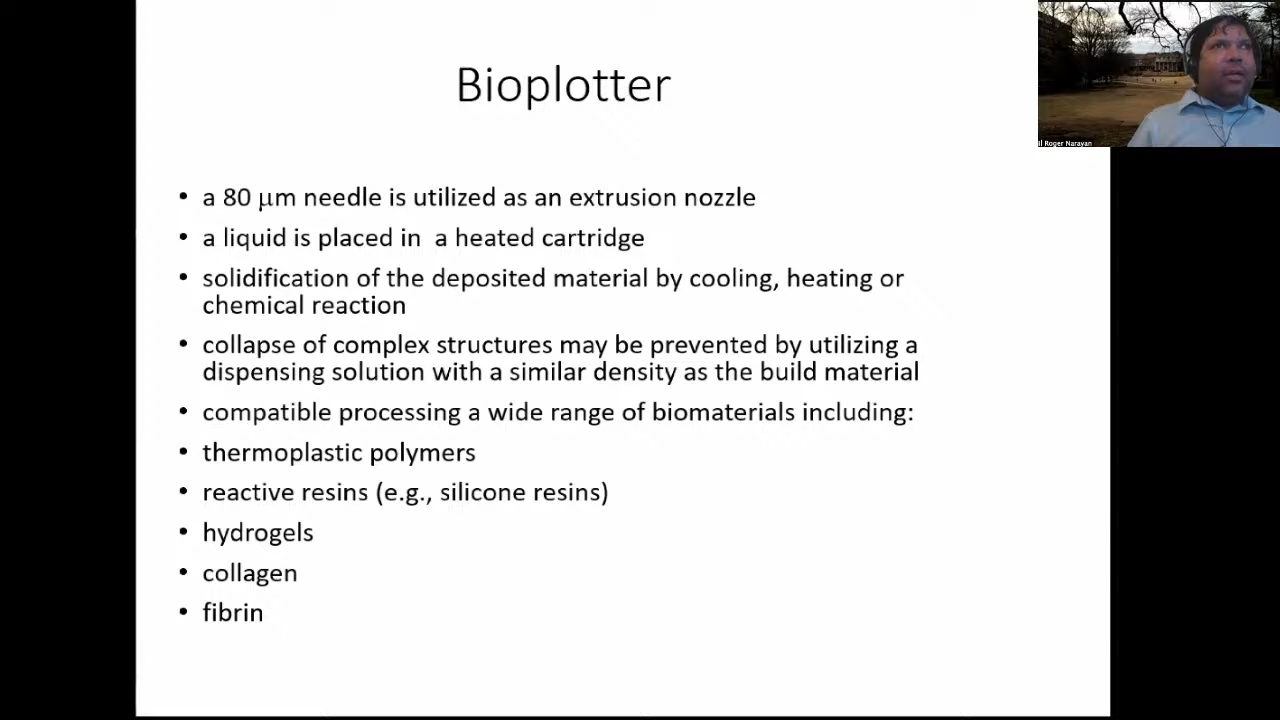 Bioplotter
• a 80 μm needle is utilized as an extrusion nozzle
• a liquid is placed in a heated cartridge
• solidification of the deposited material by cooling, heating or
chemical reaction
• collapse of complex structures may be prevented by utilizing a
dispensing solution with a similar density as the build material
• compatible processing a wide range of biomaterials including:
• thermoplastic polymers
• reactive resins (e.g., silicone resins)
• hydrogels
• collagen
• fibrin
Roger Narayan